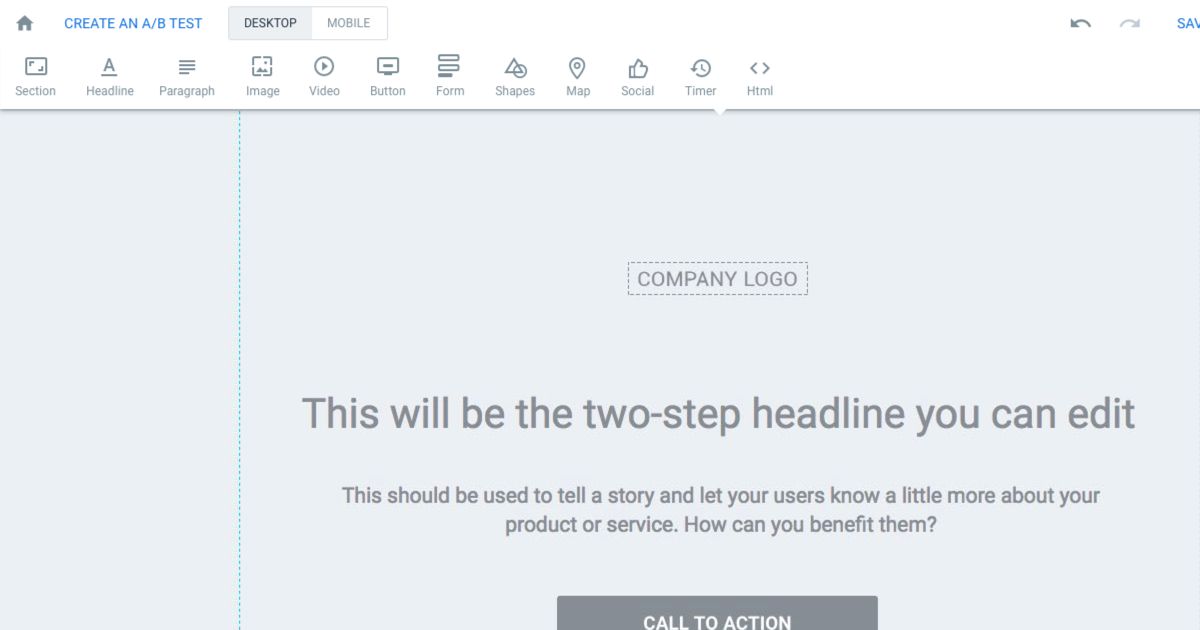 CREATE AN A/B TEST DESKTOP MOBILE
Section Headline Paragraph Image Video Button Form Shapes Map Social Timer Html
COMPANY LOGO
This will be the two-step headline you can edit
This should be used to tell a story and let your users know a little more about your
product or service. How can you benefit them?
CALL TO ACTION